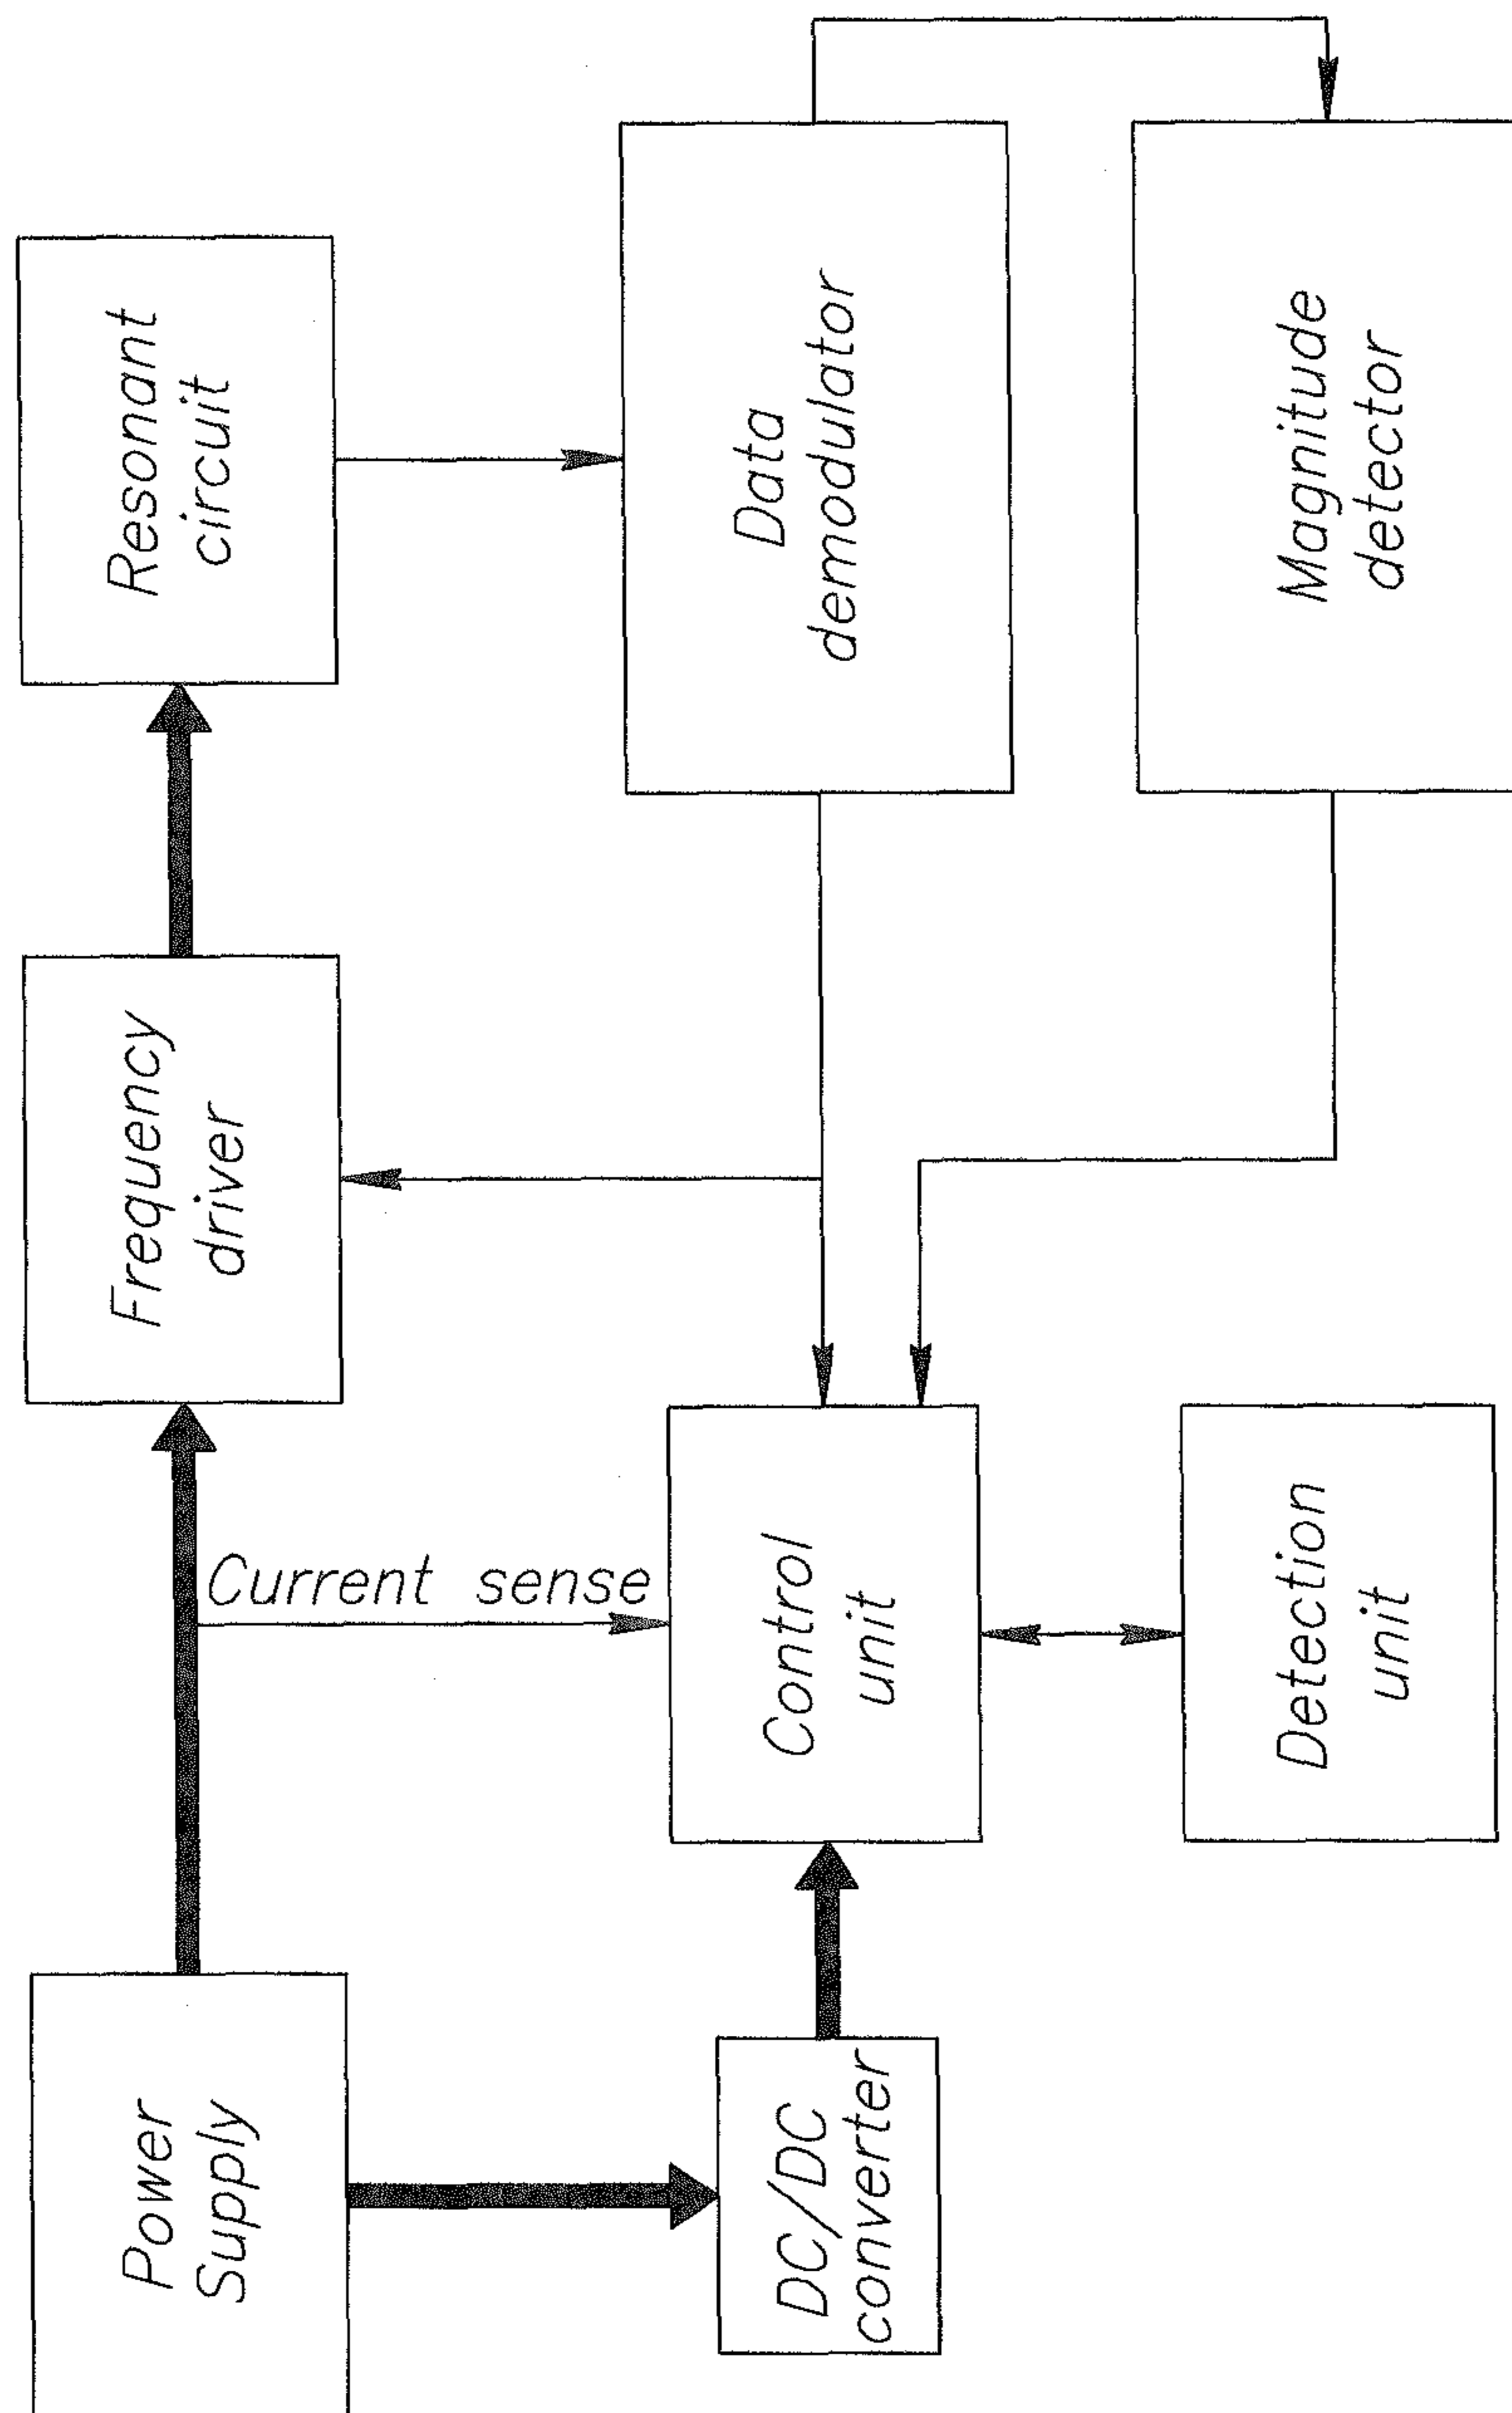 Power
Supply
Frequency
driver
Resonant
circuit
Current sense
DC/DC
converter
Control
unit
Data
demodulator
Detection
unit
Magnitude
detector